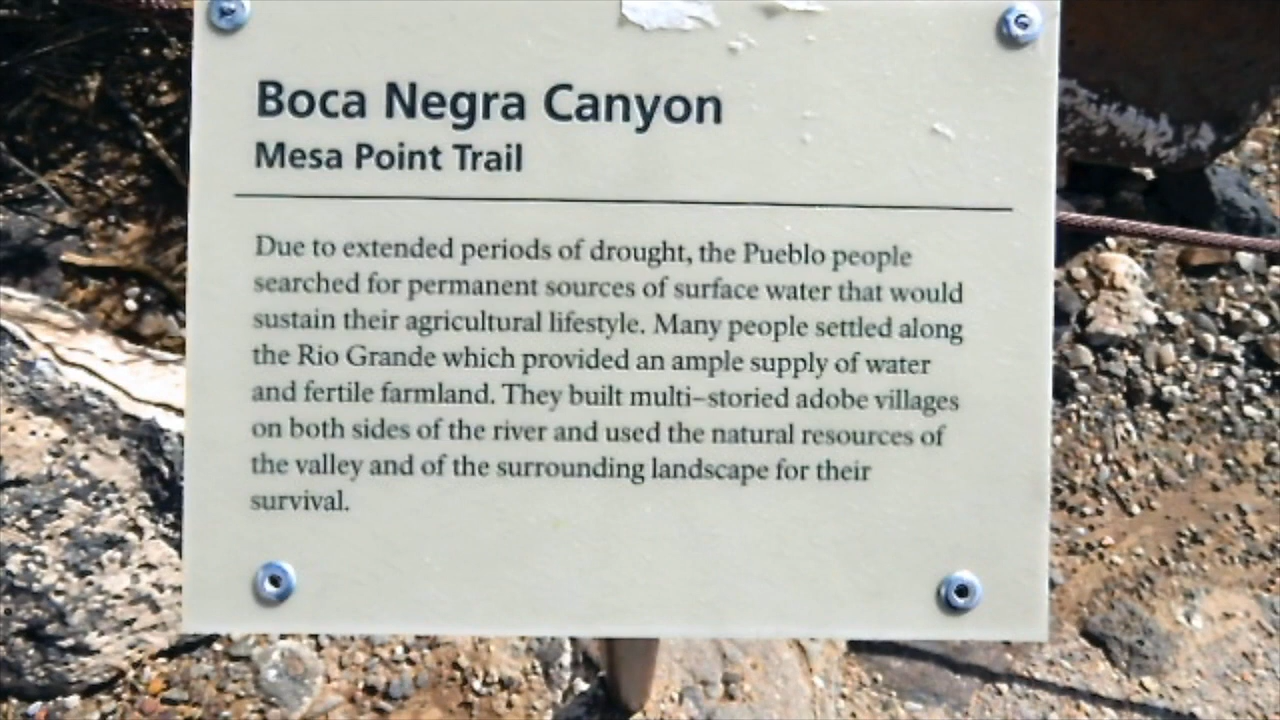 Boca Negra Canyon
Mesa Point Trail
Due to extended periods of drought, the Pueblo people
searched for permanent sources of surface water that would
sustain their agricultural lifestyle. Many people settled along
the Rio Grande which provided an ample supply of water
and fertile farmland. They built multi-storied adobe villages
on both sides of the river and used the natural resources of
the valley and of the surrounding landscape for their
survival.